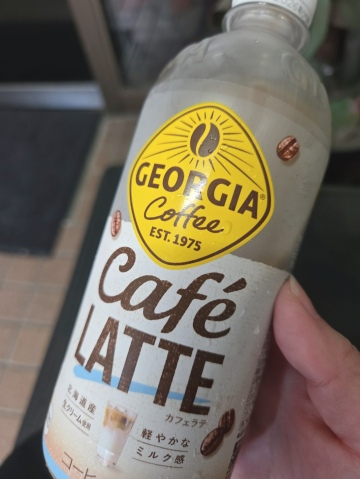 GEORGIA®
Coffee
EST. 1975
Café
LATTE
カフェラテ
北海道産
生クリーム使用
軽やかな
ミルク感
コーヒ